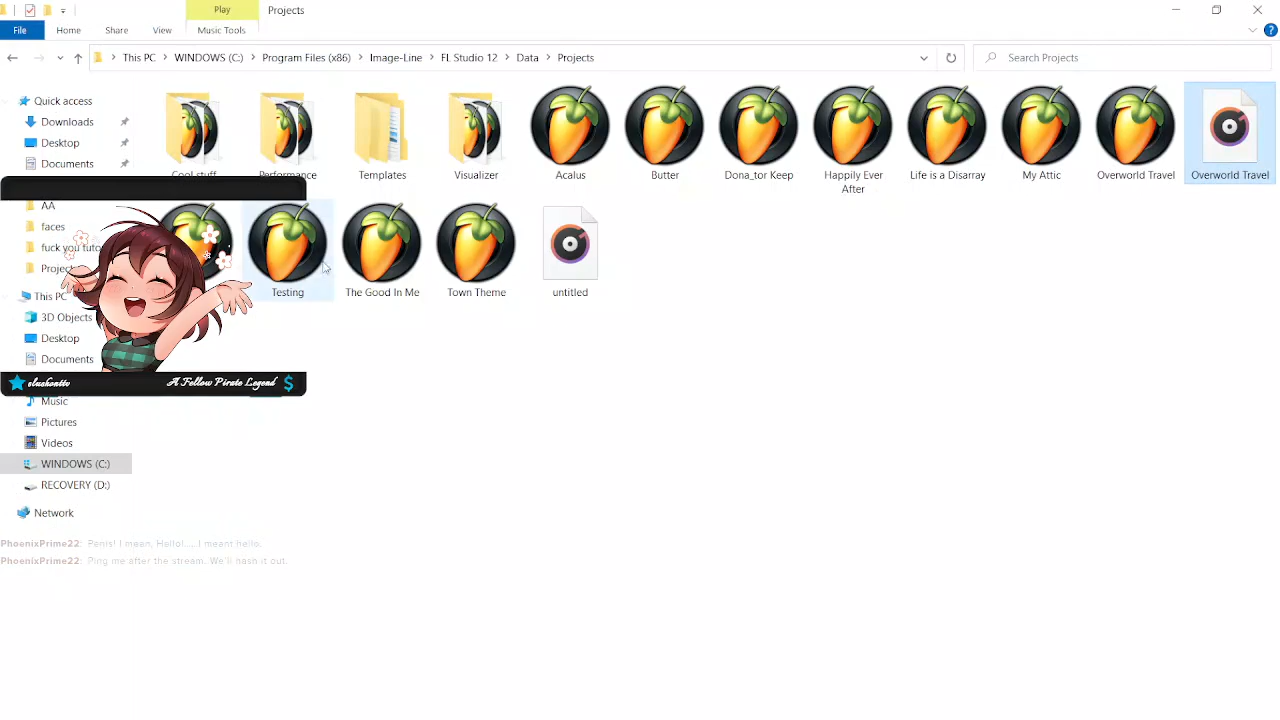 Play
Projects
File
Home
Share
View
Music Tools
This PC
WINDOWS (C:)
Program Files (x86)
Image-Line
FL Studio 12
Data
Projects
Search Projects
Quick access
Downloads
Desktop
Documents
AA
faces
fuck you
Projec
This PC
3D Objects
Desktop
Documents
Music
Pictures
Videos
WINDOWS (C:)
RECOVERY (D:)
Network
Cool stuff
Performance
Templates
Visualizer
Acalus
Butter
Dona_tor Keep
Happily Ever
After
Life is a Disarray
My Attic
Overworld Travel
Overworld Travel
Testing
The Good In Me
Town Theme
untitled
slushontv
A Fellow Pirate Legend
$
PhoenixPrime22: Penis! I mean, Hello!.....I meant hello.
PhoenixPrime22: Ping me after the stream. We'll hash it out.